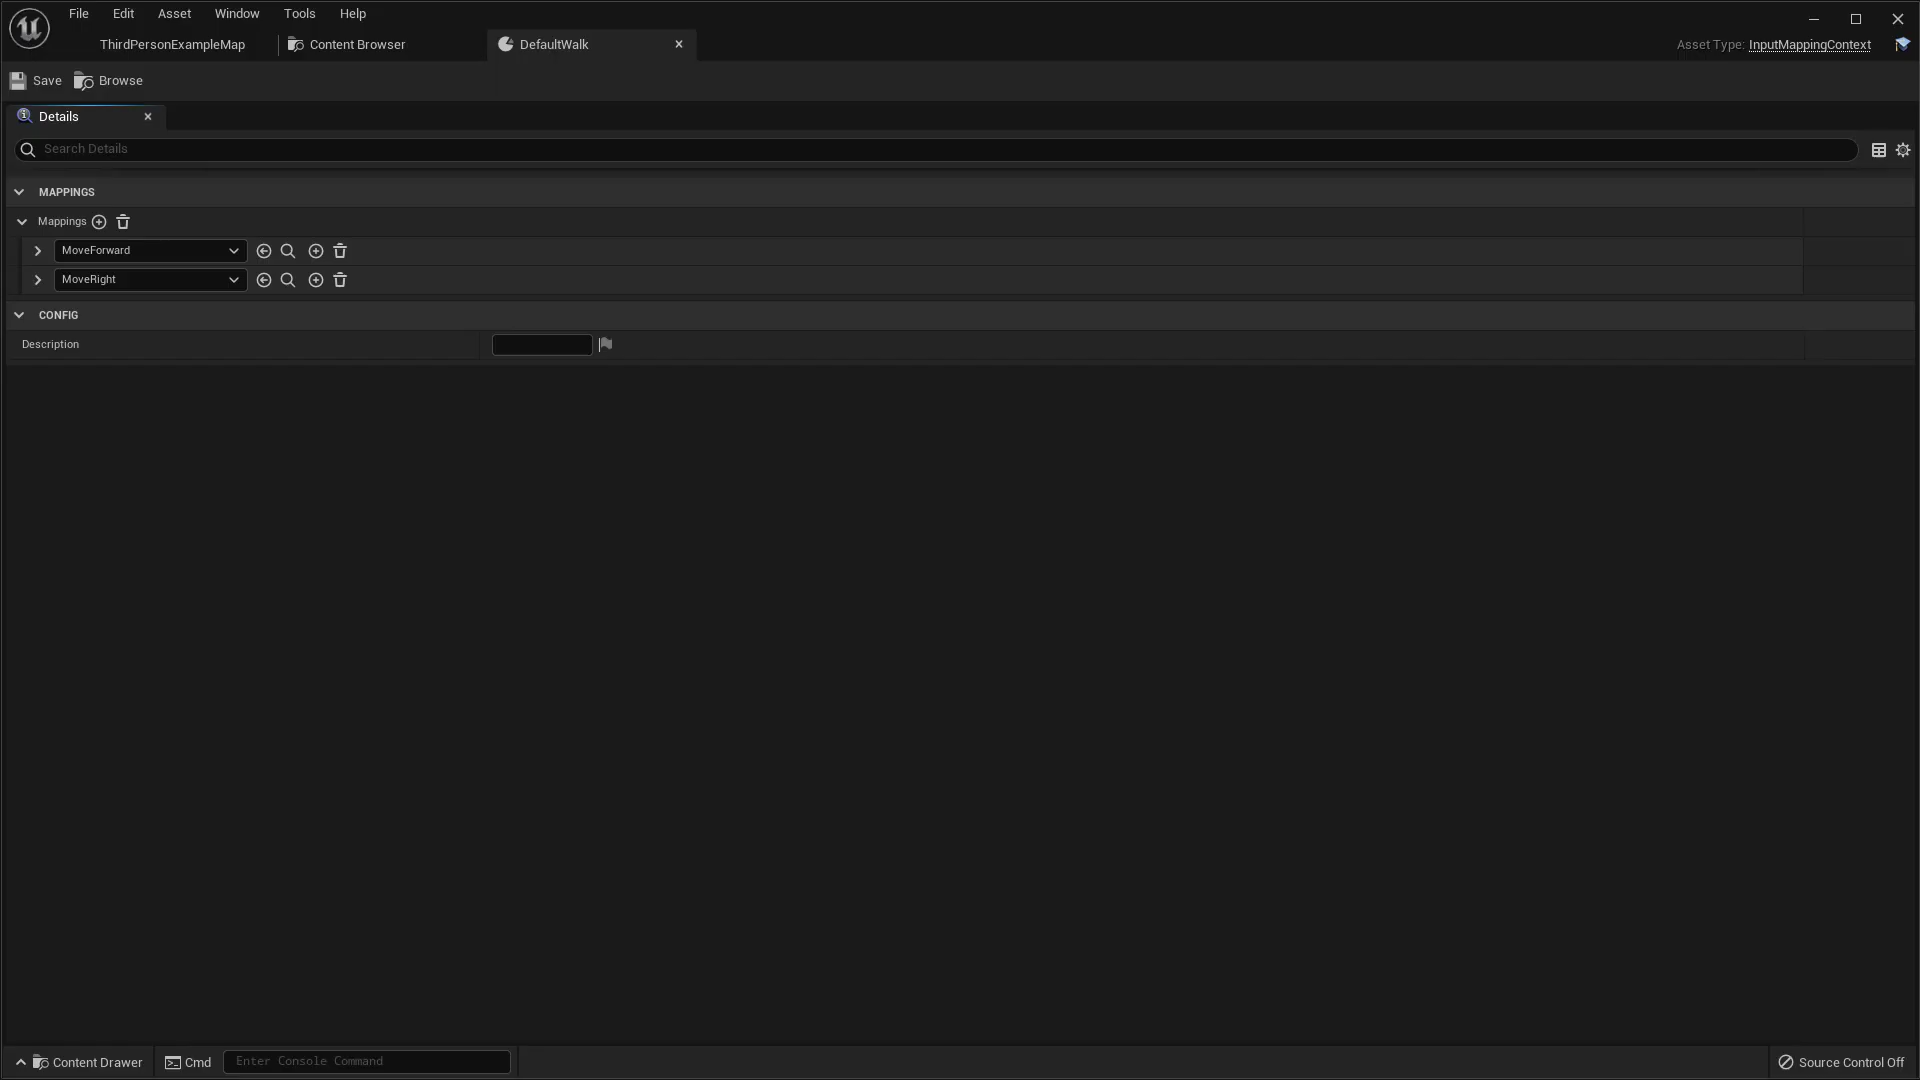 File Edit Asset Window Tools Help
ThirdPersonExampleMap Content Browser DefaultWalk Asset Type: InputMappingContext
Save Browse
Details
Search Details
MAPPINGS
Mappings
MoveForward
MoveRight
CONFIG
Description
Content Drawer Cmd Enter Console Command Source Control Off